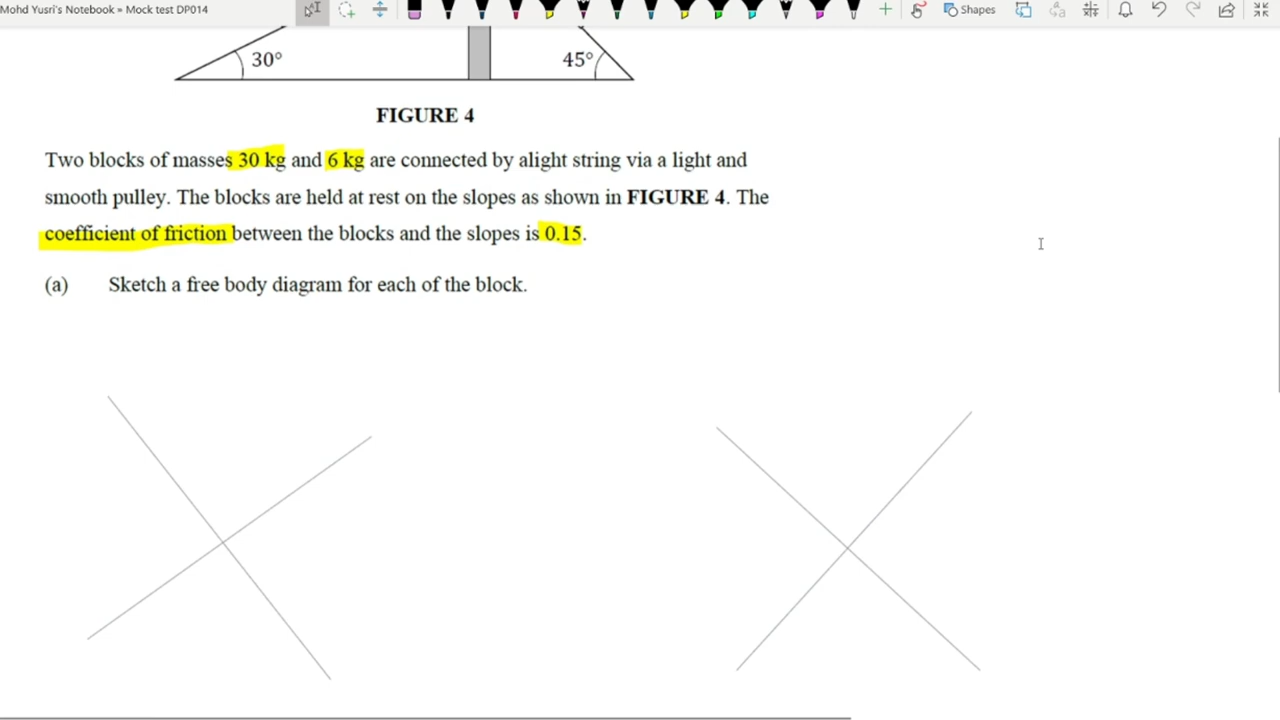 Mohd Yusri's Notebook » Mock test DP014
Shapes
30°
45°
FIGURE 4
Two blocks of masses 30 kg and 6 kg are connected by alight string via a light and
smooth pulley. The blocks are held at rest on the slopes as shown in FIGURE 4. The
coefficient of friction between the blocks and the slopes is 0.15.
(a) Sketch a free body diagram for each of the block.